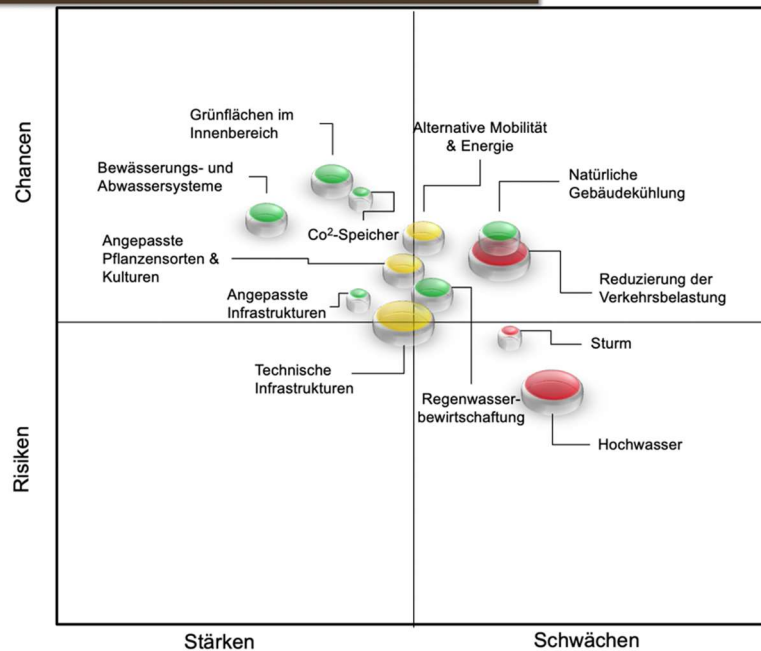 Chancen
Risiken
Grünflächen im
Innenbereich
Alternative Mobilität
& Energie
Bewässerungs- und
Abwassersysteme
Natürliche
Gebäudekühlung
Co²-Speicher
Angepasste
Pflanzensorten &
Kulturen
Reduzierung der
Verkehrsbelastung
Angepasste
Infrastrukturen
Sturm
Technische
Infrastrukturen
Regenwasser-
bewirtschaftung
Hochwasser
Stärken
Schwächen